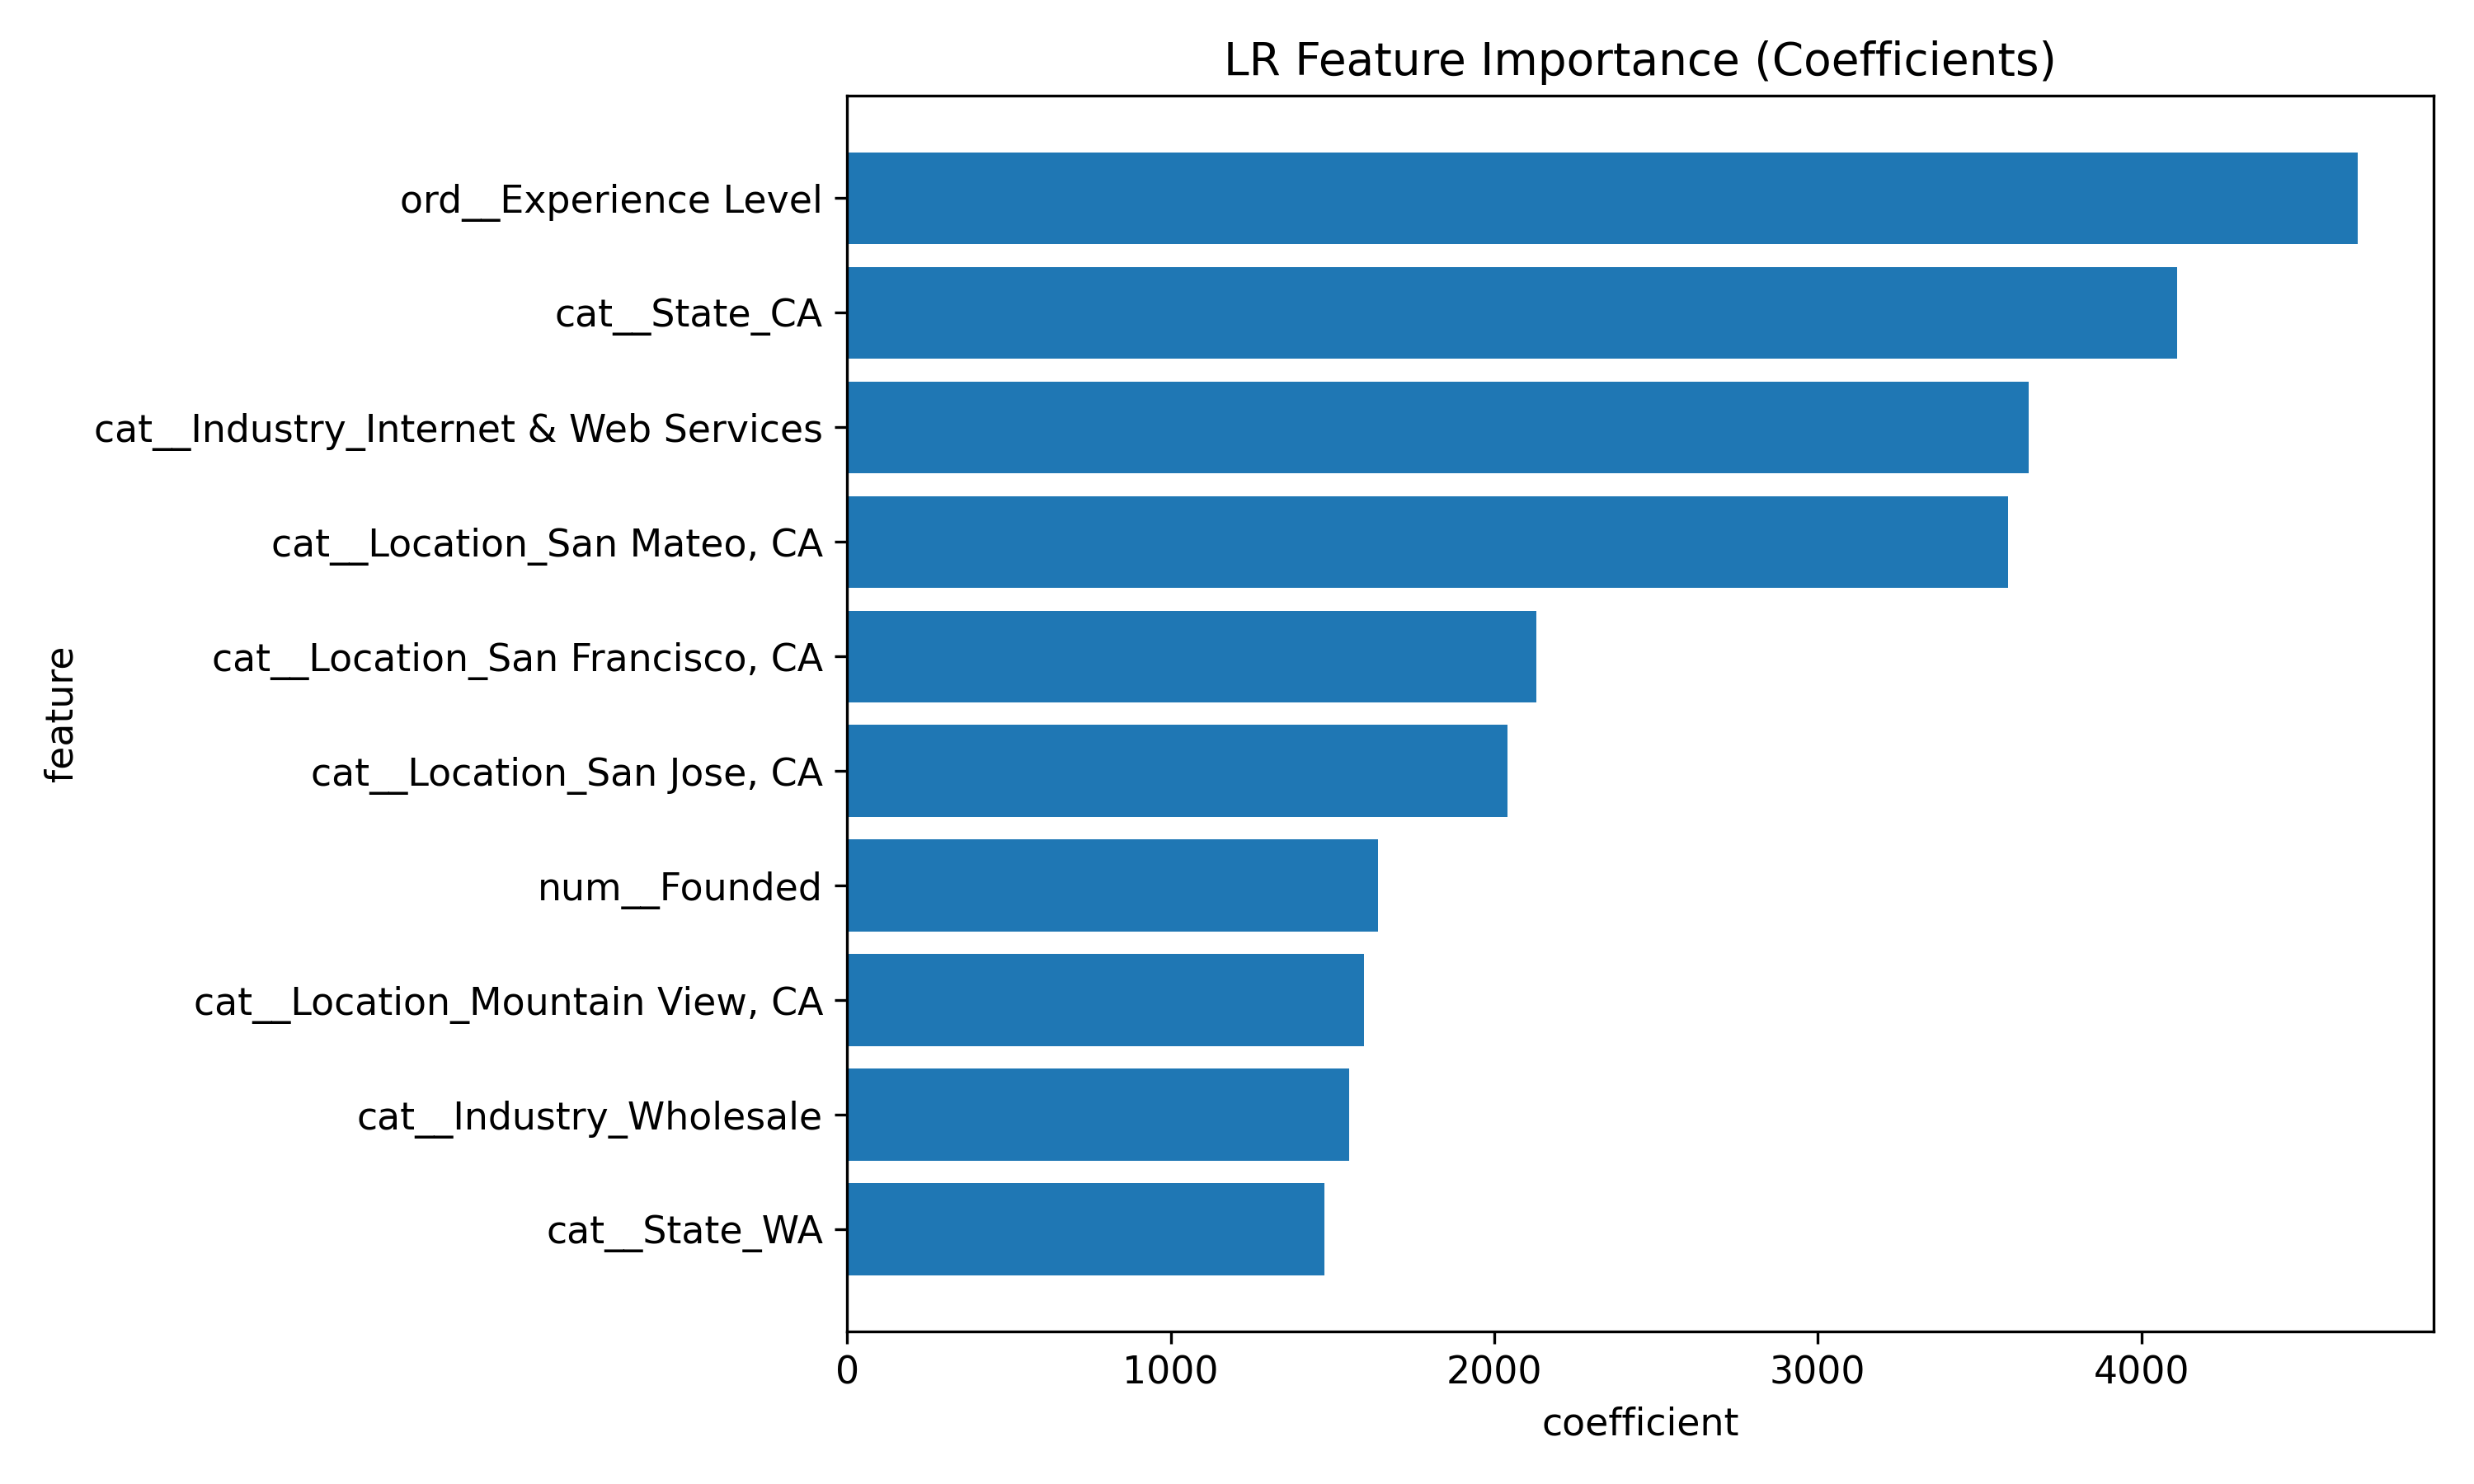 LR Feature Importance (Coefficients)
feature
ord__Experience Level
cat__State_CA
cat__Industry_Internet & Web Services
cat__Location_San Mateo, CA
cat__Location_San Francisco, CA
cat__Location_San Jose, CA
num__Founded
cat__Location_Mountain View, CA
cat__Industry_Wholesale
cat__State_WA
0 1000 2000 3000 4000
coefficient